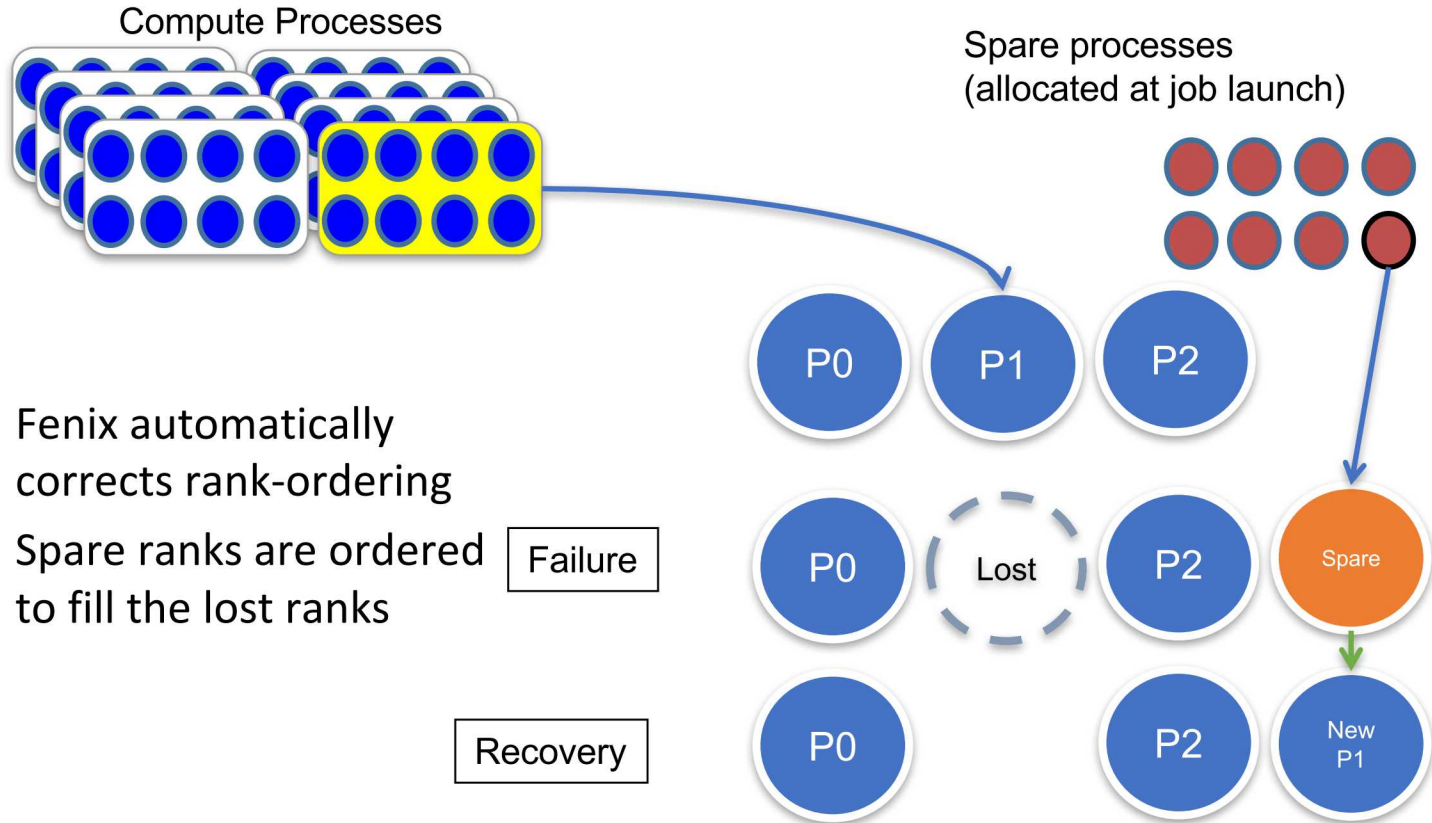 Compute Processes
Spare processes
(allocated at job launch)
P0
P1
P2
Fenix automatically
corrects rank-ordering
Spare ranks are ordered
to fill the lost ranks
Failure
P0
Lost
P2
Spare
Recovery
P0
P2
New
P1